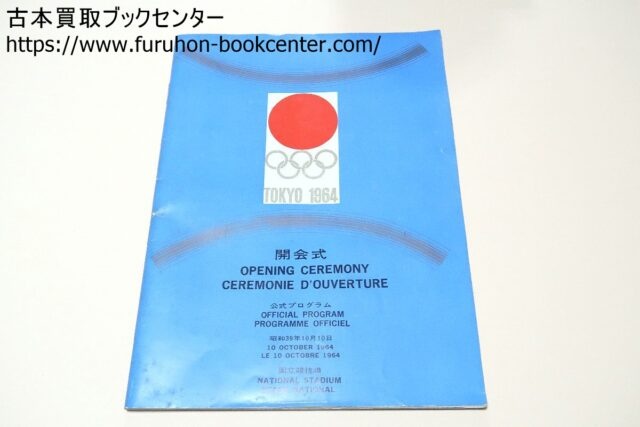 古本買取ブックセンター
https://www.furuhon-bookcenter.com/
TOKYO 1964
開会式
OPENING CEREMONY
CEREMONIE D'OUVERTURE
公式プログラム
OFFICIAL PROGRAM
PROGRAMME OFFICIEL
昭和39年10月10日
10 OCTOBER 1964
LE 10 OCTOBRE 1964
国立競技場
NATIONAL STADIUM
NATIONAL